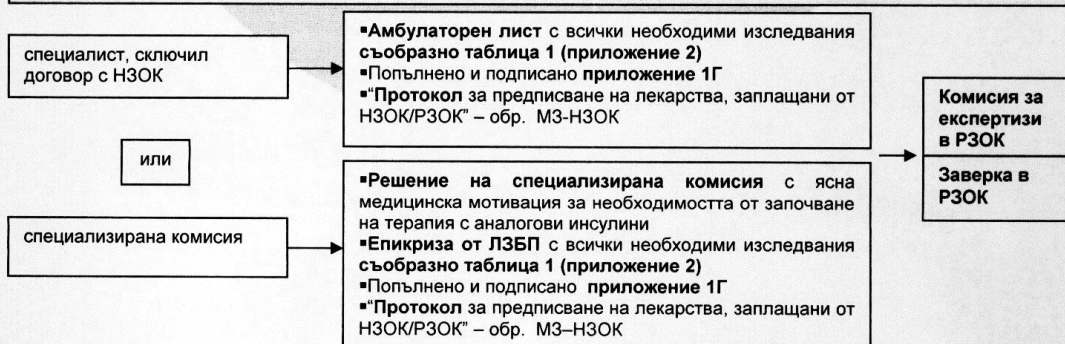 специалист, сключил
договор с НЗОК
▪Амбулаторен лист с всички необходими изследвания
съобразно таблица 1 (приложение 2)
▪Попълнено и подписано приложение 1Г
▪"Протокол за предписване на лекарства, заплащани от
НЗОК/РЗОК" – обр. МЗ-НЗОК
или
специализирана комисия
▪Решение на специализирана комисия с ясна
медицинска мотивация за необходимостта от започване
на терапия с аналогови инсулини
▪Епикриза от ЛЗБП с всички необходими изследвания
съобразно таблица 1 (приложение 2)
▪Попълнено и подписано приложение 1Г
▪"Протокол за предписване на лекарства, заплащани от
НЗОК/РЗОК" – обр. МЗ–НЗОК
Комисия за
експертизи
в РЗОК
Заверка в
РЗОК